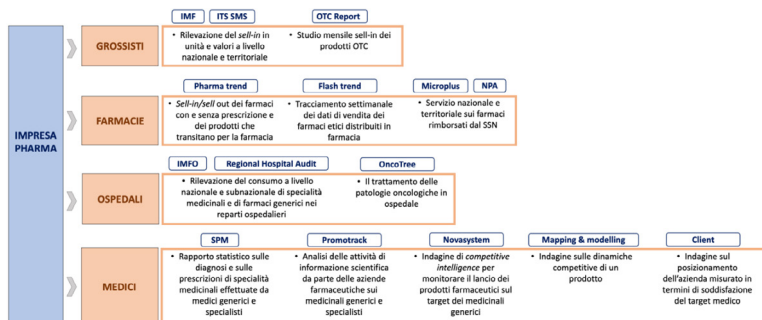 IMPRESA
PHARMA
IMF ITS SMS OTC Report
GROSSISTI
• Rilevazione del sell-in in
unità e valori a livello
nazionale e territoriale
• Studio mensile sell-in dei
prodotti OTC
Pharma trend Flash trend Microplus NPA
FARMACIE
• Sell-in/sell out dei farmaci
con e senza prescrizione e
dei prodotti che
transitano per la farmacia
• Tracciamento settimanale
dei dati di vendita dei
farmaci etici distribuiti in
farmacia
• Servizio nazionale e
territoriale sui farmaci
rimborsati dal SSN
IMFO Regional Hospital Audit OncoTree
OSPEDALI
• Rilevazione del consumo a livello
nazionale e subnazionale di specialità
medicinali e di farmaci generici nei
reparti ospedalieri
• Il trattamento delle
patologie oncologiche in
ospedale
SPM Promotrack Novasystem Mapping & modelling Client
MEDICI
• Rapporto statistico sulle
diagnosi e sulle
prescrizioni di specialità
medicinali effettuate da
medici generici e
specialisti
• Analisi delle attività di
informazione scientifica
da parte delle aziende
farmaceutiche sui
medicinali generici e
specialisti
• Indagine di competitive
intelligence per
monitorare il lancio dei
prodotti farmaceutici sul
target dei medicinali
generici
• Indagine sulle dinamiche
competitive di un
prodotto
• Indagine sul
posizionamento
dell'azienda misurato in
termini di soddisfazione
del target medico